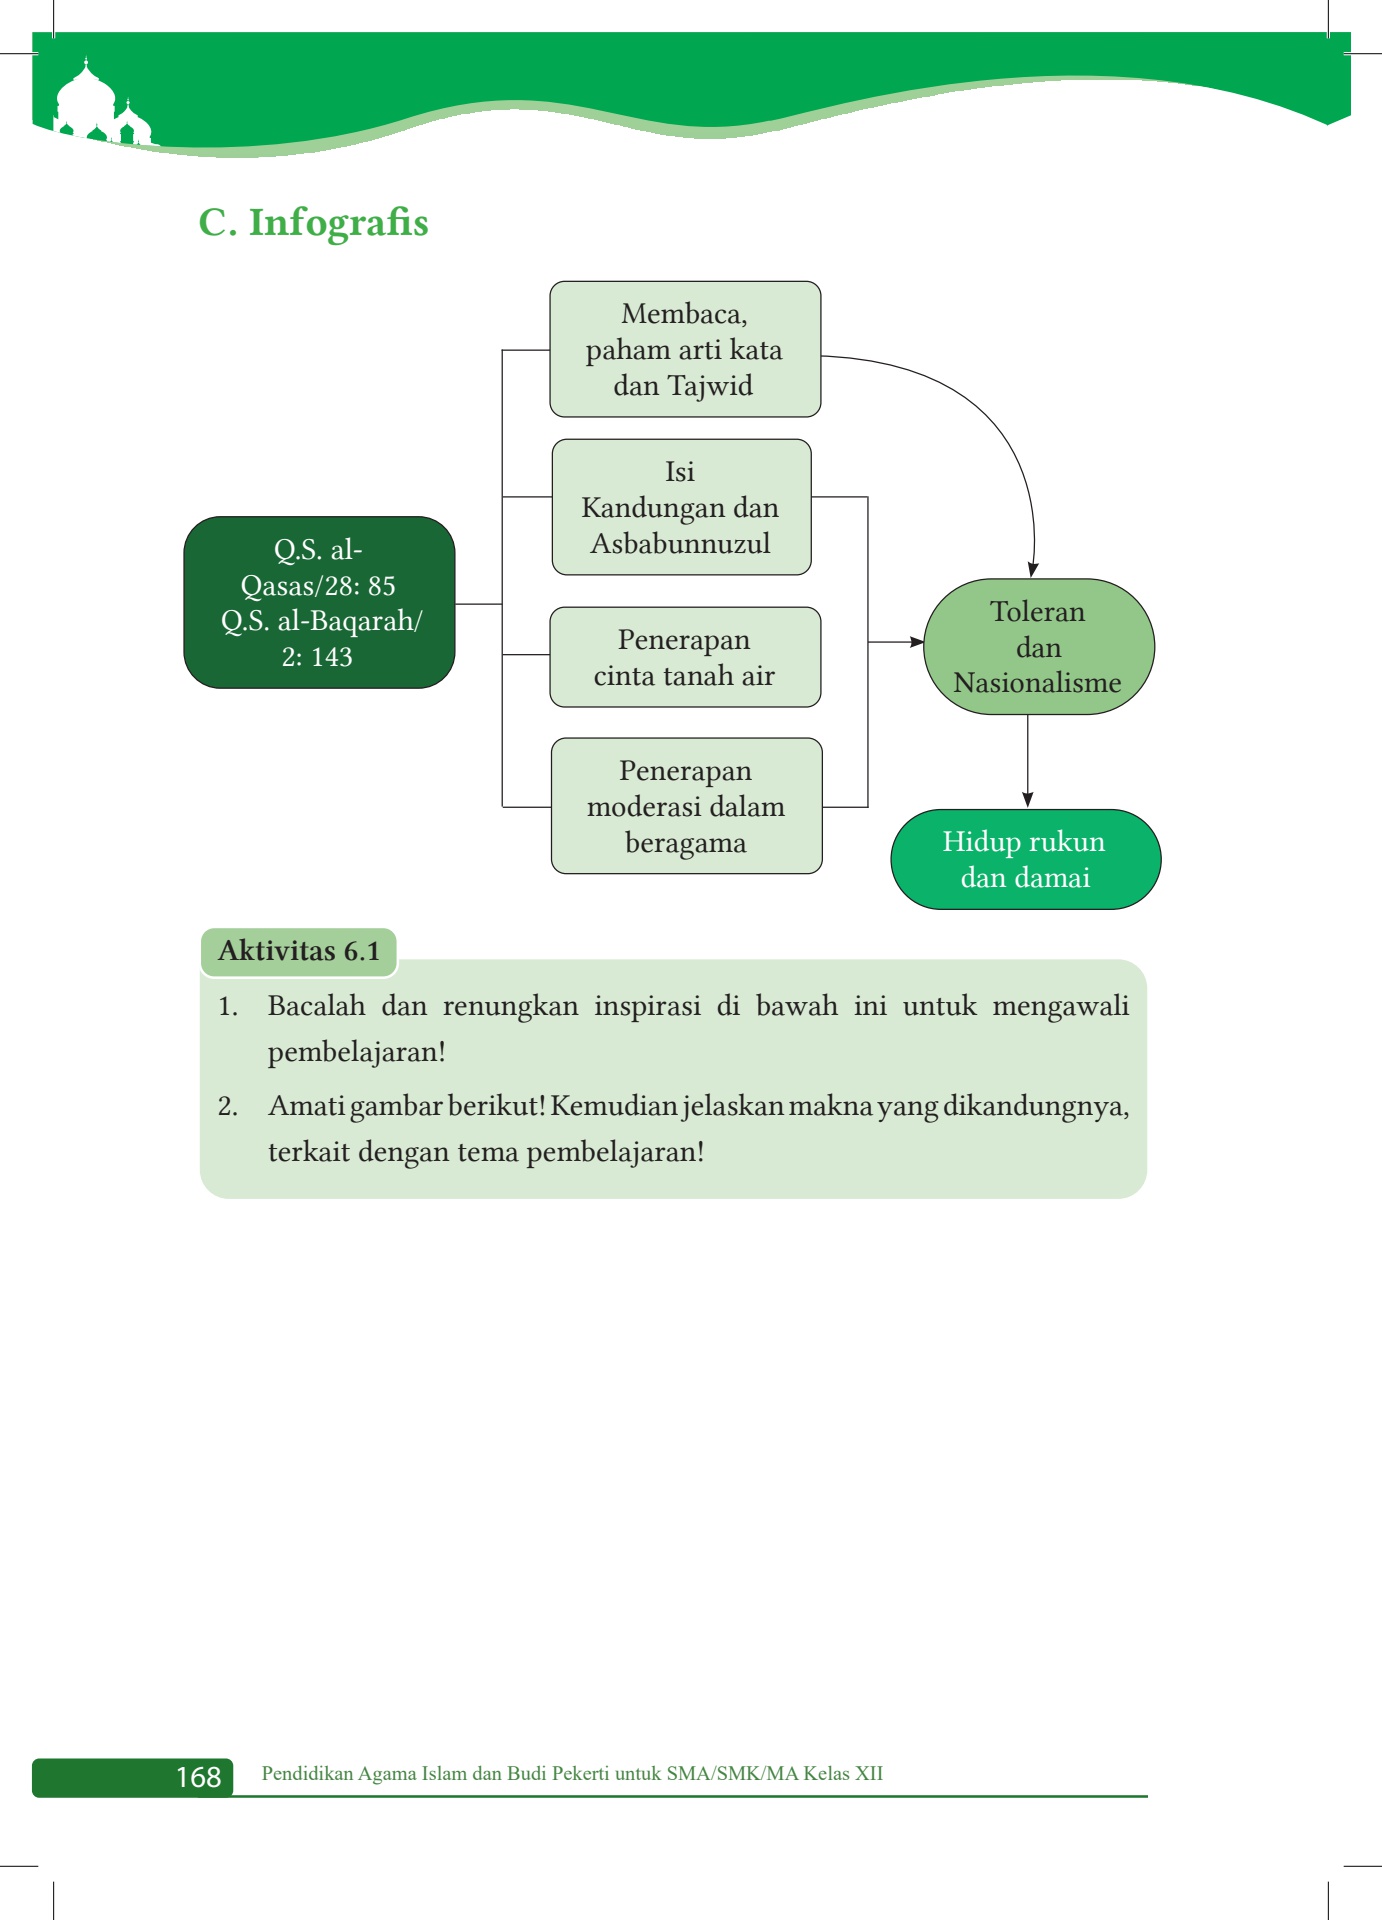 C. Infografis
Membaca,
paham arti kata
dan Tajwid
Isi
Kandungan dan
Asbabunnuzul
Q.S. al-
Qasas/28: 85
Q.S. al-Baqarah/
2: 143
Penerapan
cinta tanah air
Penerapan
moderasi dalam
beragama
Toleran
dan
Nasionalisme
Hidup rukun
dan damai
Aktivitas 6.1
1. Bacalah dan renungkan inspirasi di bawah ini untuk mengawali
pembelajaran!
2. Amati gambar berikut! Kemudian jelaskan makna yang dikandungnya,
terkait dengan tema pembelajaran!
168 Pendidikan Agama Islam dan Budi Pekerti untuk SMA/SMK/MA Kelas XII